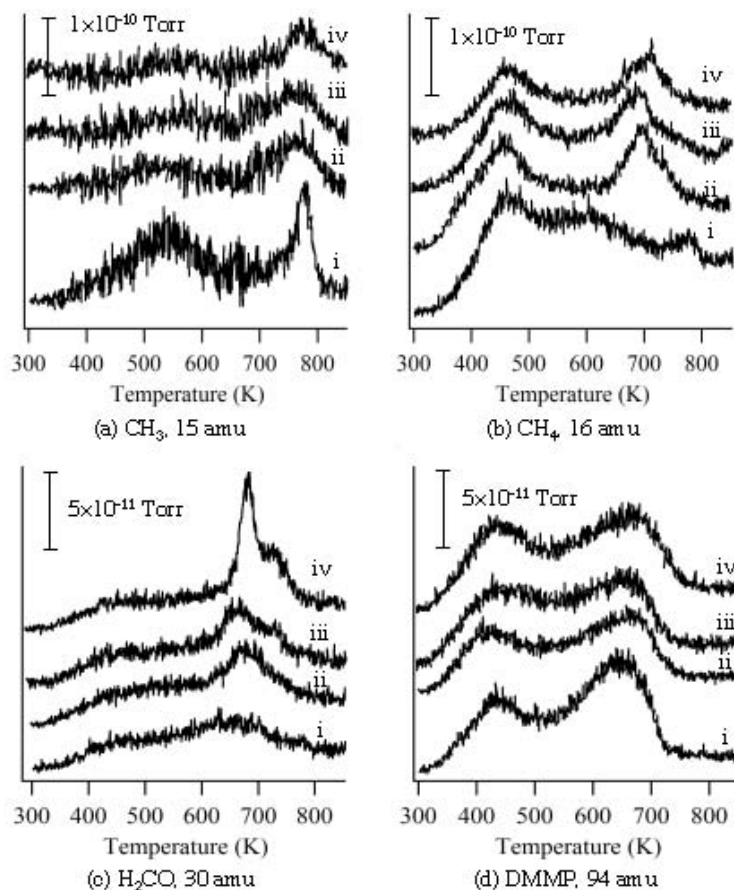 1×10⁻¹⁰ Torr
iv
iii
ii
i
300 400 500 600 700 800
Temperature (K)
(a) CH₃, 15 amu
1×10⁻¹⁰ Torr
iv
iii
ii
i
300 400 500 600 700 800
Temperature (K)
(b) CH₄, 16 amu
5×10⁻¹¹ Torr
iv
iii
ii
i
300 400 500 600 700 800
Temperature (K)
(c) H₂CO, 30 amu
5×10⁻¹¹ Torr
iv
iii
ii
i
300 400 500 600 700 800
Temperature (K)
(d) DMMP, 94 amu